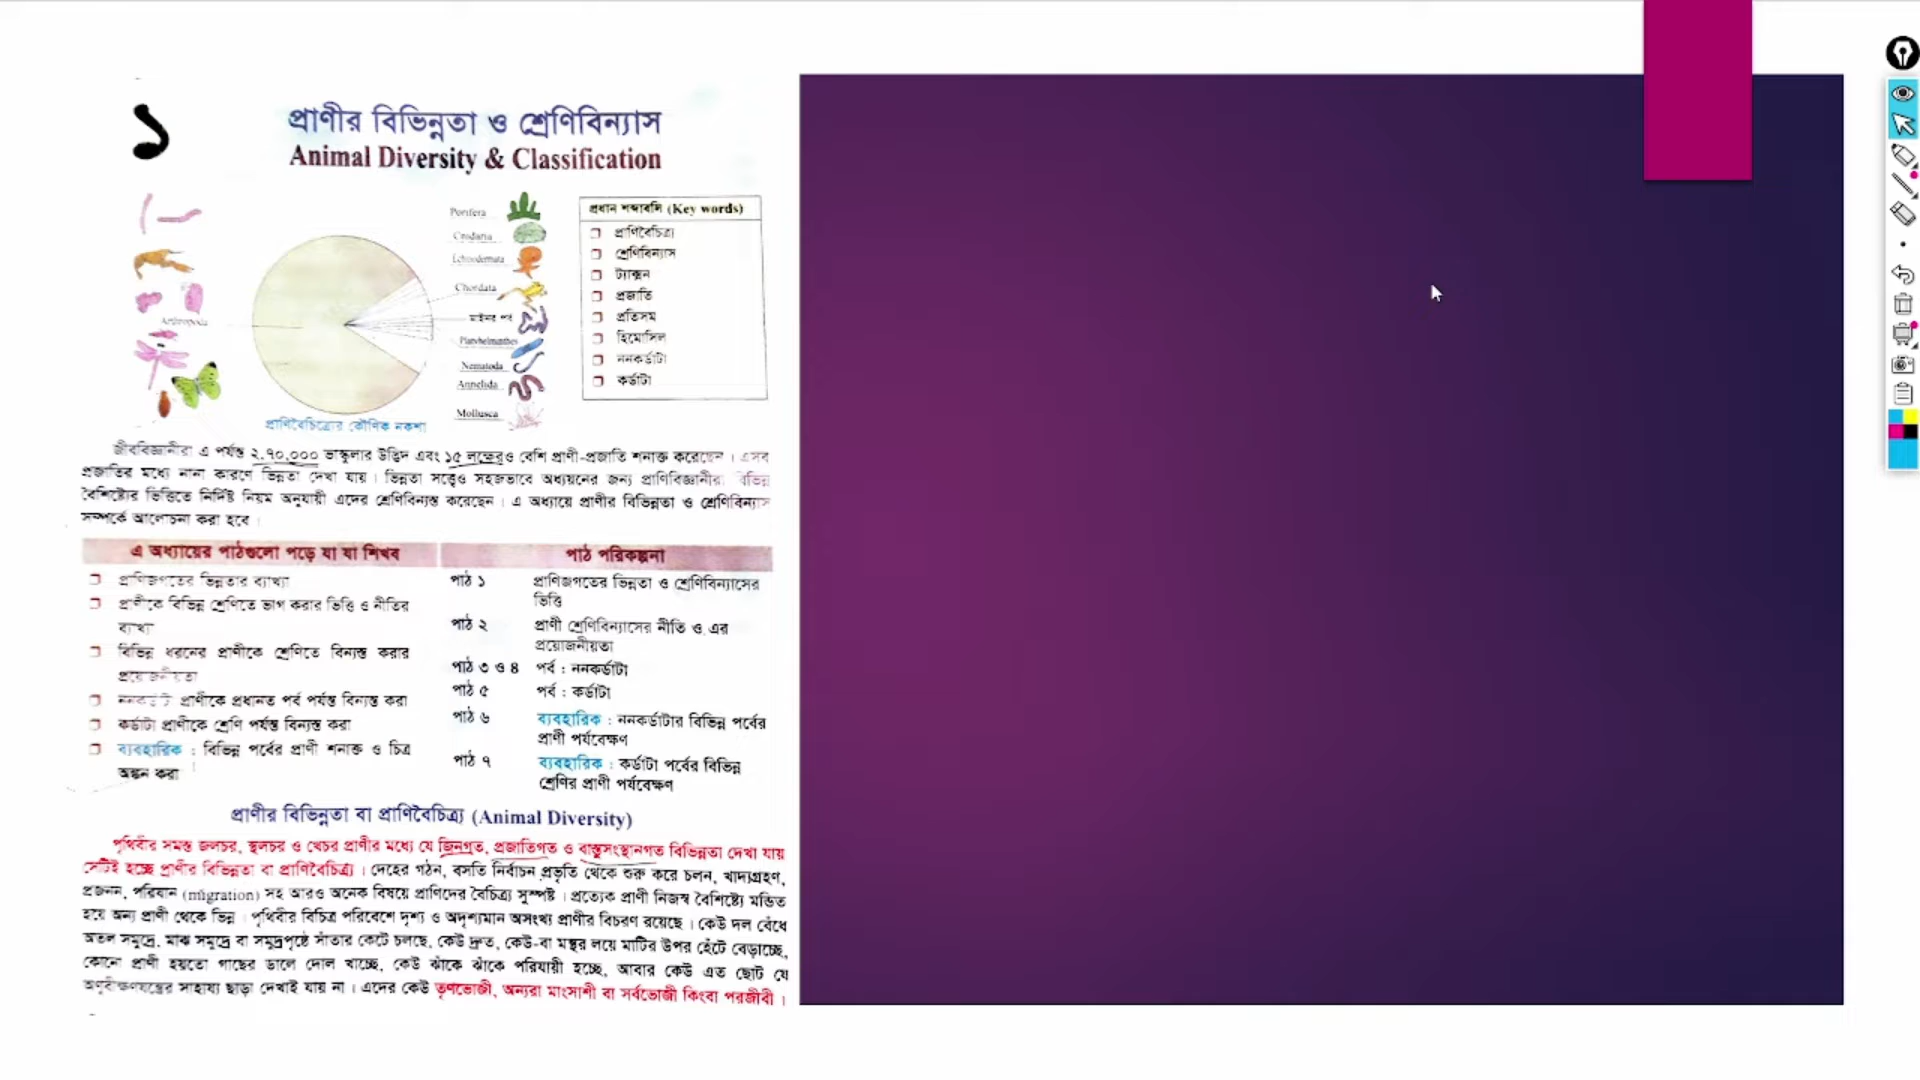 ১
প্রাণীর বিভিন্নতা ও শ্রেণিবিন্যাস
Animal Diversity & Classification
Porifera
Cnidaria
Echinodermata
Chordata
মাইনর পর্ব
Platyhelminthes
Nematoda
Annelida
Mollusca
Arthropoda
প্রাণিবৈচিত্র্যের কৌণিক নকশা
প্রধান শব্দাবলি (Key words)
প্রাণিবৈচিত্র্য
শ্রেণিবিন্যাস
ট্যাক্সন
প্রজাতি
প্রতিসম
হিমোসিল
ননকর্ডাটা
কর্ডাটা
জীববিজ্ঞানীরা এ পর্যন্ত ২,৭০,০০০ ভাস্কুলার উদ্ভিদ এবং ১৫ লক্ষেরও বেশি প্রাণী-প্রজাতি শনাক্ত করেছেন । এসব
প্রজাতির মধ্যে নানা কারণে ভিন্নতা দেখা যায় । ভিন্নতা সত্ত্বেও সহজভাবে অধ্যয়নের জন্য প্রাণিবিজ্ঞানীরা বিভিন্ন
বৈশিষ্ট্যের ভিত্তিতে নির্দিষ্ট নিয়ম অনুযায়ী এদের শ্রেণিবিন্যস্ত করেছেন । এ অধ্যায়ে প্রাণীর বিভিন্নতা ও শ্রেণিবিন্যাস
সম্পর্কে আলোচনা করা হবে ।
এ অধ্যায়ের পাঠগুলো পড়ে যা যা শিখব
প্রাণিজগতের ভিন্নতার ব্যাখ্যা
প্রাণীকে বিভিন্ন শ্রেণিতে ভাগ করার ভিত্তি ও নীতির
ব্যাখ্যা
বিভিন্ন ধরনের প্রাণীকে শ্রেণিতে বিন্যস্ত করার
প্রয়োজনীয়তা
ননকর্ডাটা প্রাণীকে প্রধানত পর্ব পর্যন্ত বিন্যস্ত করা
কর্ডাটা প্রাণীকে শ্রেণি পর্যন্ত বিন্যস্ত করা
ব্যবহারিক : বিভিন্ন পর্বের প্রাণী শনাক্ত ও চিত্র
অঙ্কন করা
পাঠ পরিকল্পনা
পাঠ ১ প্রাণিজগতের ভিন্নতা ও শ্রেণিবিন্যাসের
ভিত্তি
পাঠ ২ প্রাণী শ্রেণিবিন্যাসের নীতি ও এর
প্রয়োজনীয়তা
পাঠ ৩ ও ৪ পর্ব : ননকর্ডাটা
পাঠ ৫ পর্ব : কর্ডাটা
পাঠ ৬ ব্যবহারিক : ননকর্ডাটার বিভিন্ন পর্বের
প্রাণী পর্যবেক্ষণ
পাঠ ৭ ব্যবহারিক : কর্ডাটা পর্বের বিভিন্ন
শ্রেণির প্রাণী পর্যবেক্ষণ
প্রাণীর বিভিন্নতা বা প্রাণিবৈচিত্র্য (Animal Diversity)
পৃথিবীর সমস্ত জলচর, স্থলচর ও খেচর প্রাণীর মধ্যে যে জিনগত, প্রজাতিগত ও বাস্তুসংস্থানগত বিভিন্নতা দেখা যায়
সেটিই হচ্ছে প্রাণীর বিভিন্নতা বা প্রাণিবৈচিত্র্য । দেহের গঠন, বসতি নির্বাচন প্রভৃতি থেকে শুরু করে চলন, খাদ্যগ্রহণ,
প্রজনন, পরিযান (migration) সহ আরও অনেক বিষয়ে প্রাণিদের বৈচিত্র্য সুস্পষ্ট । প্রত্যেক প্রাণী নিজস্ব বৈশিষ্ট্যে মন্ডিত
হয়ে অন্য প্রাণী থেকে ভিন্ন । পৃথিবীর বিচিত্র পরিবেশে দৃশ্য ও অদৃশ্যমান অসংখ্য প্রাণীর বিচরণ রয়েছে । কেউ দল বেঁধে
অতল সমুদ্রে, মাঝ সমুদ্রে বা সমুদ্রপৃষ্ঠে সাঁতার কেটে চলছে, কেউ দ্রুত, কেউ-বা মন্থর লয়ে মাটির উপর হেঁটে বেড়াচ্ছে,
কোনো প্রাণী হয়তো গাছের ডালে দোল খাচ্ছে, কেউ ঝাঁকে ঝাঁকে পরিযায়ী হচ্ছে, আবার কেউ এত ছোট যে
অণুবীক্ষণযন্ত্রের সাহায্য ছাড়া দেখাই যায় না । এদের কেউ তৃণভোজী, অন্যরা মাংসাশী বা সর্বভোজী কিংবা পরজীবী ।